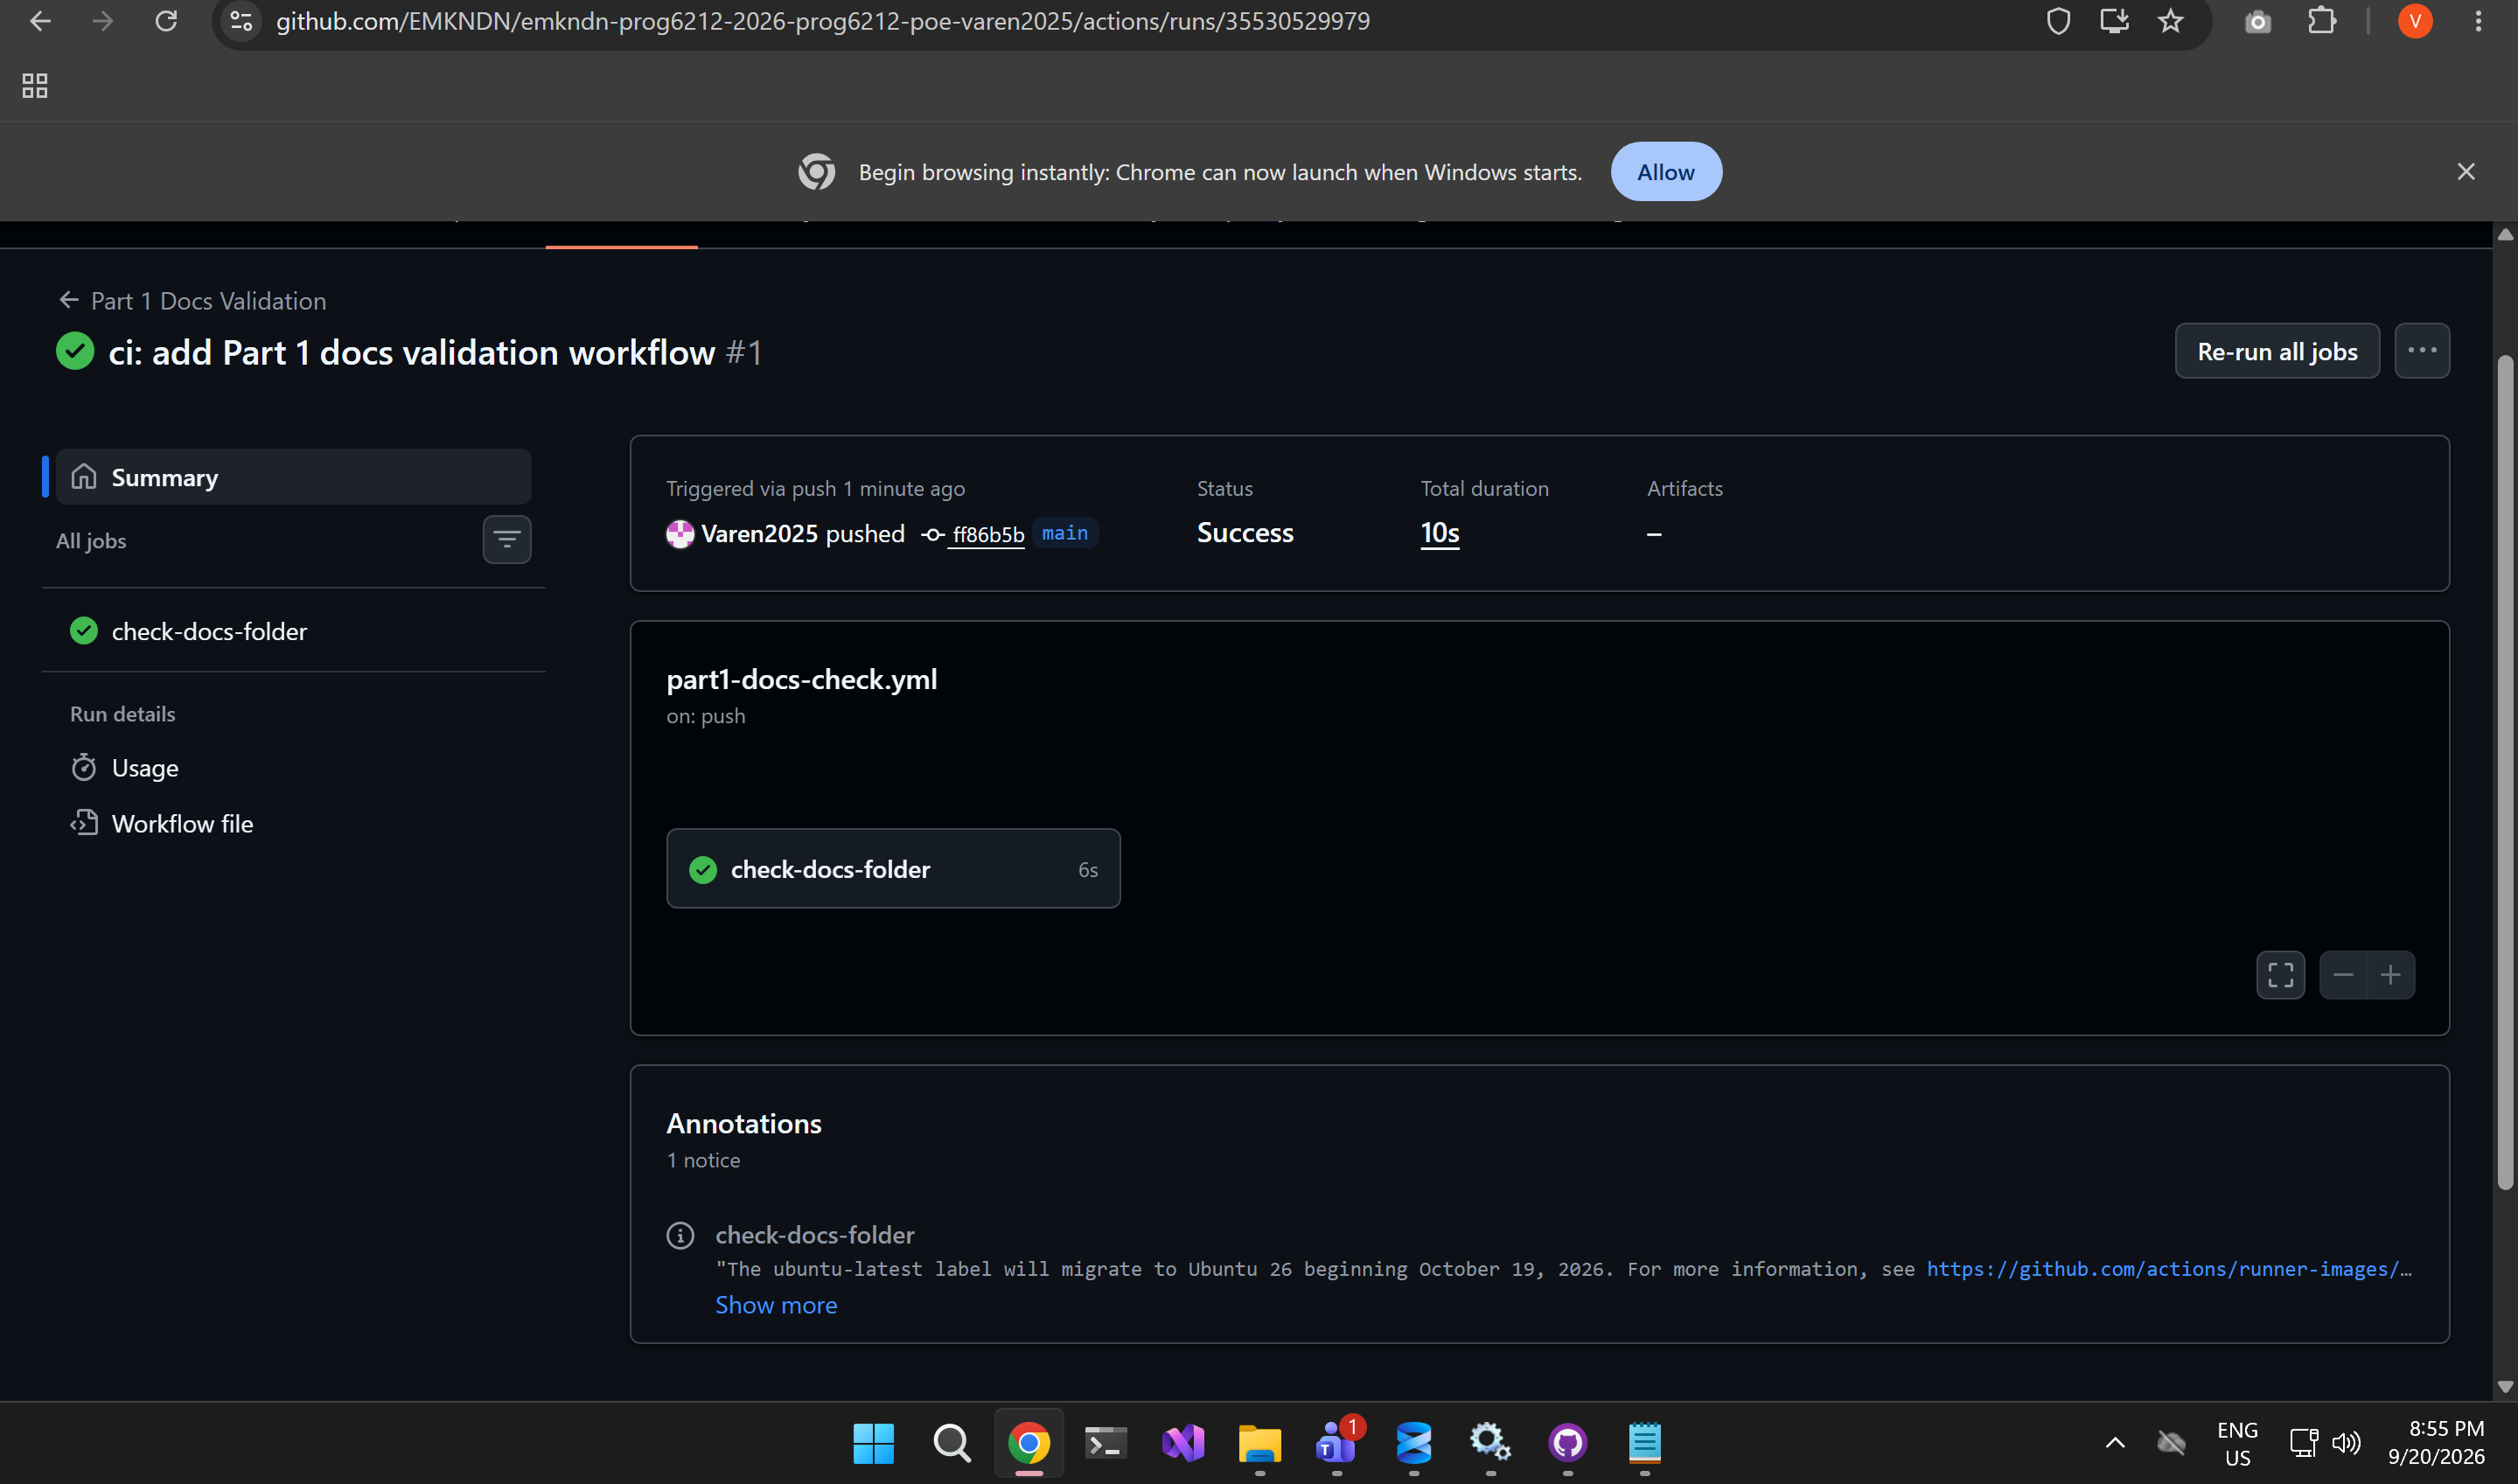 github.com/EMKNDN/emkndn-prog6212-2026-prog6212-poe-varen2025/actions/runs/35530529979
V
Begin browsing instantly: Chrome can now launch when Windows starts.
Allow
Part 1 Docs Validation
ci: add Part 1 docs validation workflow #1
Re-run all jobs
Summary
All jobs
check-docs-folder
Run details
Usage
Workflow file
Triggered via push 1 minute ago
Varen2025 pushed ff86b5b main
Status
Success
Total duration
10s
Artifacts
–
part1-docs-check.yml
on: push
check-docs-folder 6s
Annotations
1 notice
check-docs-folder
"The ubuntu-latest label will migrate to Ubuntu 26 beginning October 19, 2026. For more information, see https://github.com/actions/runner-images/…
Show more
1
T
ENG
US
8:55 PM
9/20/2026